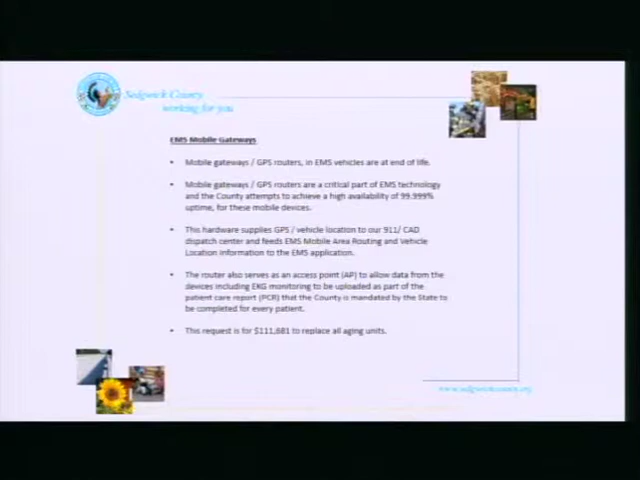 Sedgwick County
working for you
EMS Mobile Gateways
• Mobile gateways / GPS routers, in EMS vehicles are at end of life.
• Mobile gateways / GPS routers are a critical part of EMS technology
and the County attempts to achieve a high availability of 99.999%
uptime, for these mobile devices.
• This hardware supplies GPS / vehicle location to our 911/ CAD
dispatch center and feeds EMS Mobile Area Routing and Vehicle
Location Information to the EMS application.
• The router also serves as an access point (AP) to allow data from the
devices including EKG monitoring to be uploaded as part of the
patient care report (PCR) that the County is mandated by the State to
be completed for every patient.
• This request is for $111,681 to replace all aging units.
www.sedgwickcounty.org